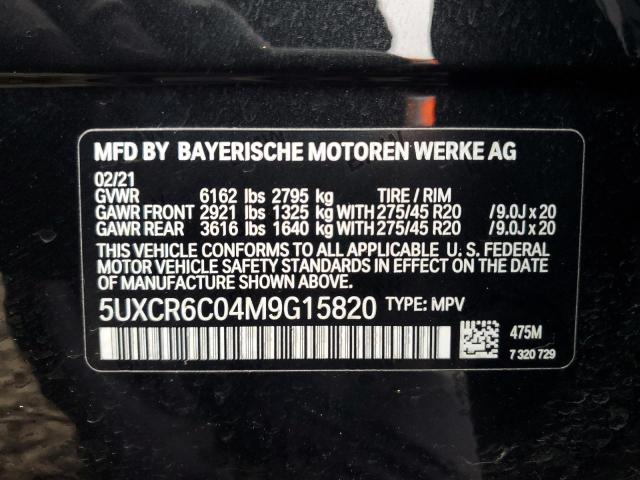 MFD BY BAYERISCHE MOTOREN WERKE AG
02/21
GVWR 6162 lbs 2795 kg TIRE / RIM
GAWR FRONT 2921 lbs 1325 kg WITH 275/45 R20 / 9.0J x 20
GAWR REAR 3616 lbs 1640 kg WITH 275/45 R20 / 9.0J x 20
THIS VEHICLE CONFORMS TO ALL APPLICABLE U. S. FEDERAL
MOTOR VEHICLE SAFETY STANDARDS IN EFFECT ON THE DATE
OF MANUFACTURE SHOWN ABOVE.
5UXCR6C04M9G15820 TYPE: MPV
475M
7 320 729